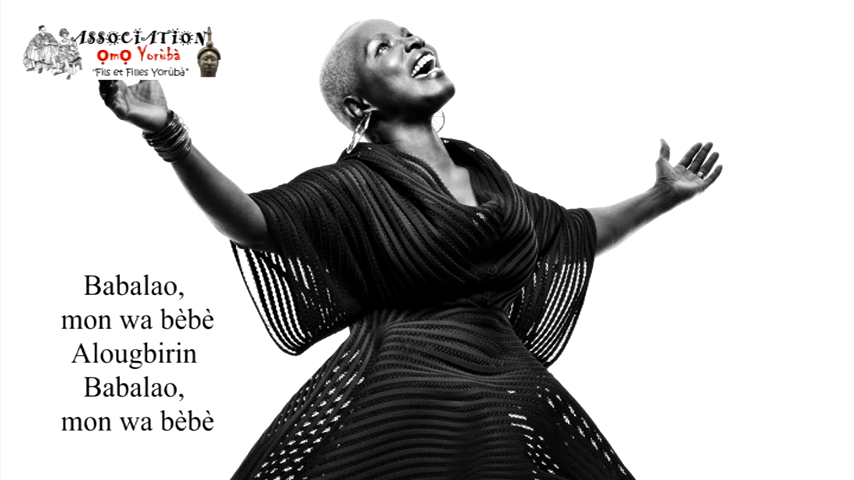 ASSOCIATION
ọmọ Yorùbà
"Fils et Filles Yorùbà"
Babalao,
mon wa bèbè
Alougbirin
Babalao,
mon wa bèbè